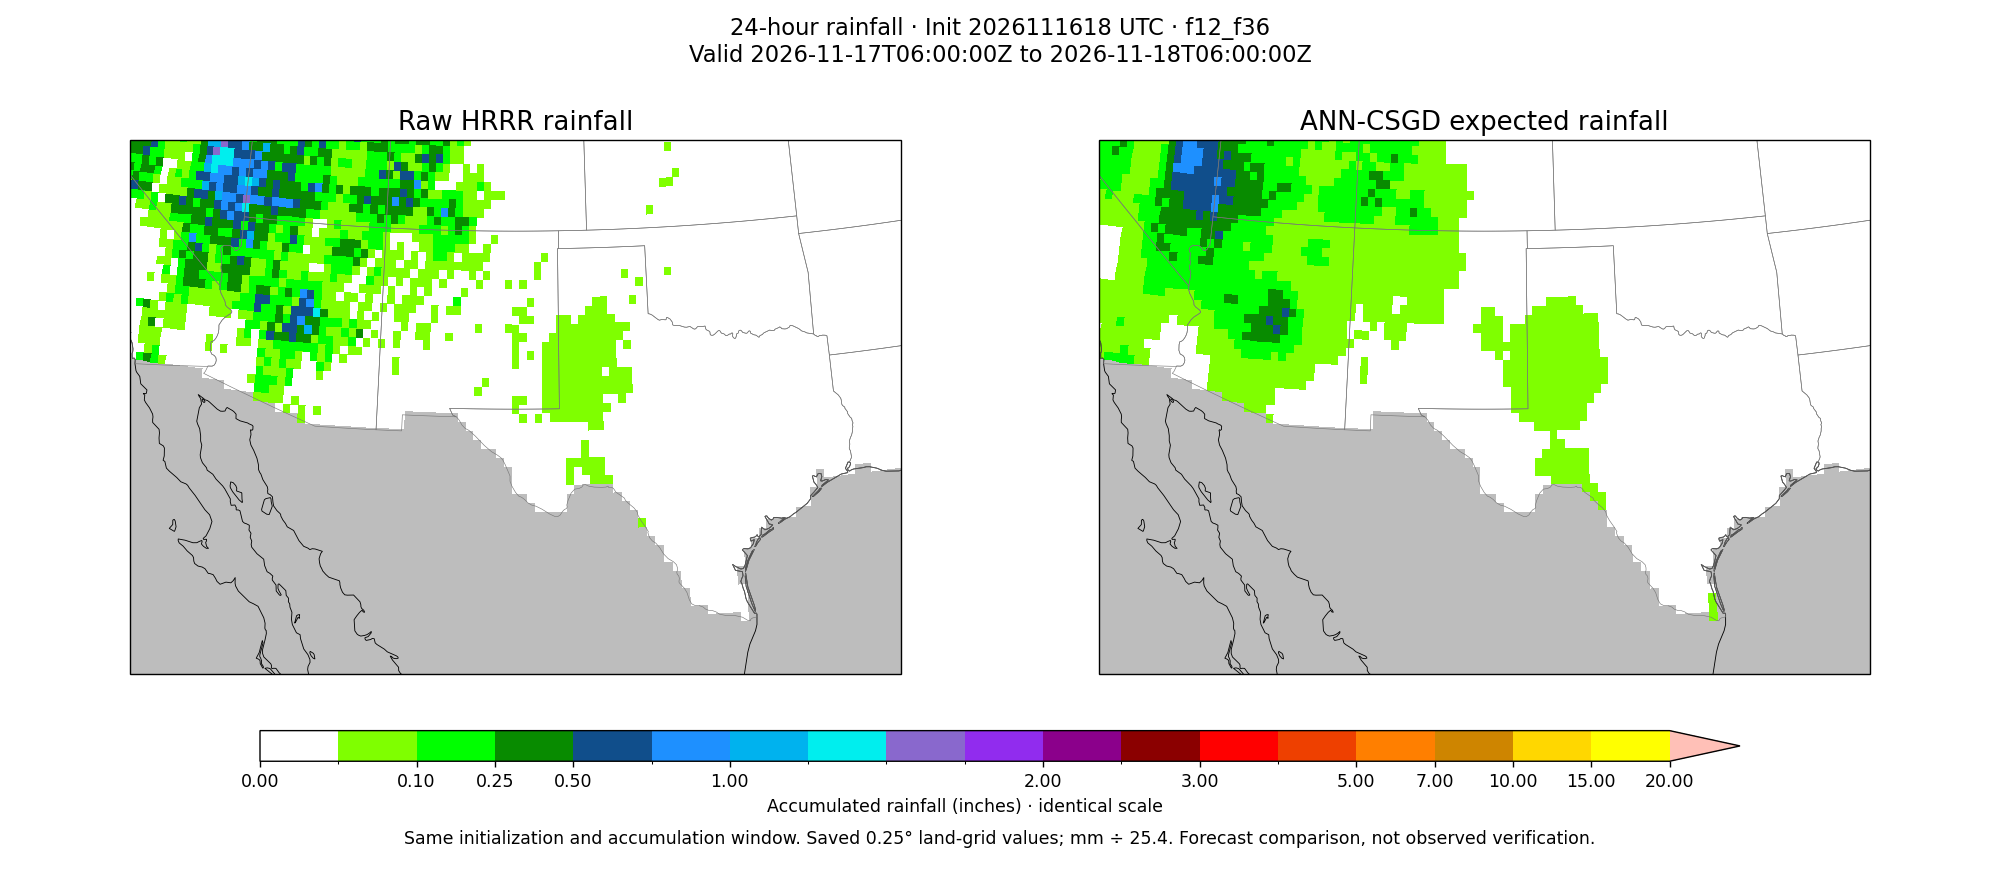 24-hour rainfall · Init 2026111618 UTC · f12_f36
Valid 2026-11-17T06:00:00Z to 2026-11-18T06:00:00Z
Raw HRRR rainfall
ANN-CSGD expected rainfall
0.00 0.10 0.25 0.50 1.00 2.00 3.00 5.00 7.00 10.00 15.00 20.00
Accumulated rainfall (inches) · identical scale
Same initialization and accumulation window. Saved 0.25° land-grid values; mm ÷ 25.4. Forecast comparison, not observed verification.